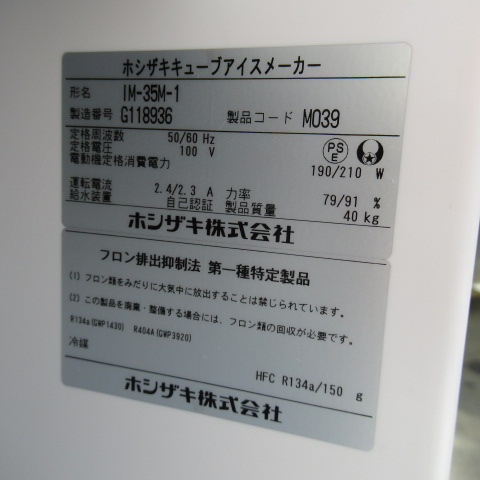 ホシザキキューブアイスメーカー
形名 IM-35M-1
製造番号 G118936 製品コード M039
定格周波数 50/60 Hz
定格電圧 100 V
PS E
電動機定格消費電力 190/210 W
運転電流 2.4/2.3 A 力率 79/91 %
給水装置 自己認証 製品質量 40 kg
ホシザキ株式会社
フロン排出抑制法 第一種特定製品
(1) フロン類をみだりに大気中に放出することは禁じられています。
(2) この製品を廃棄・整備する場合には、フロン類の回収が必要です。
R134a(GWP1430) R404A(GWP3920)
冷媒 HFC R134a/150 g
ホシザキ株式会社